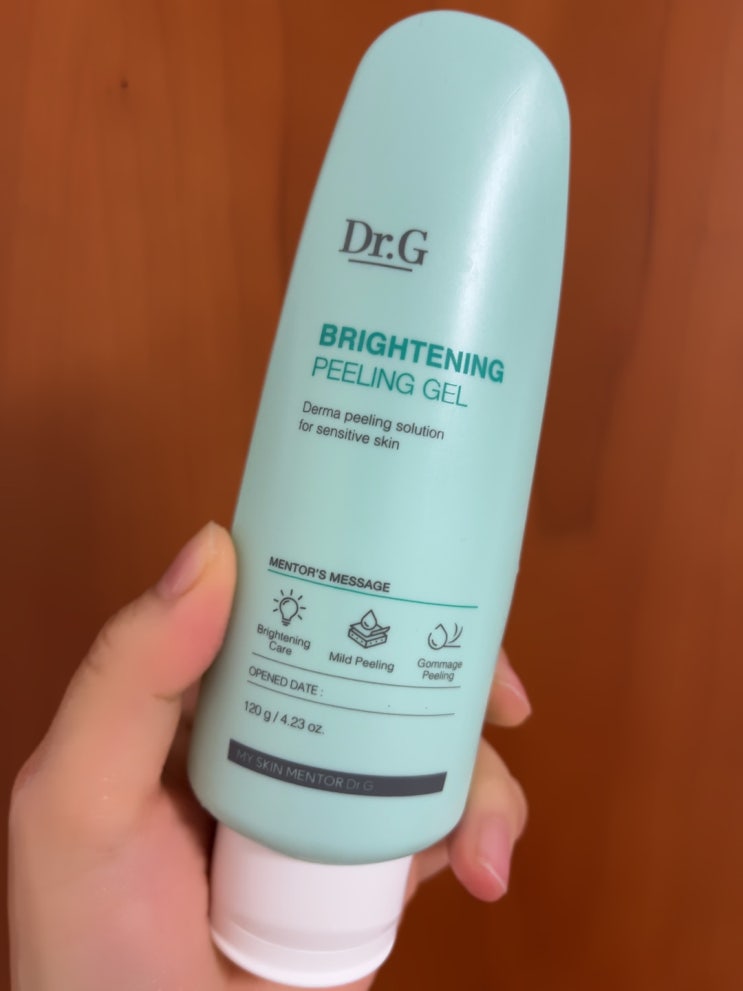 Dr.G
BRIGHTENING
PEELING GEL
Derma peeling solution
for sensitive skin
MENTOR'S MESSAGE
Brightening
Care
Mild Peeling
Gommage
Peeling
OPENED DATE : . .
120 g / 4.23 oz.
MY SKIN MENTOR Dr.G